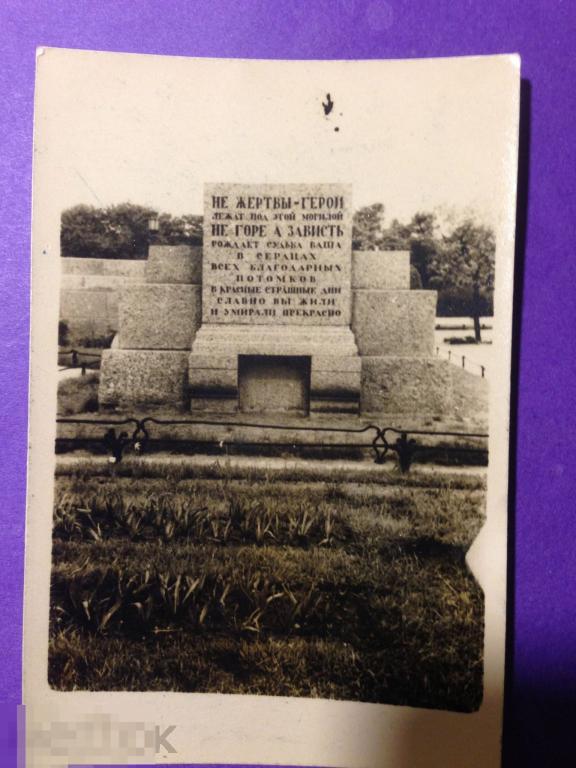 НЕ ЖЕРТВЫ-ГЕРОИ
ЛЕЖАТ ПОД ЭТОЙ МОГИЛОЙ
НЕ ГОРЕ А ЗАВИСТЬ
РОЖДАЕТ СУДЬБА ВАША
В СЕРДЦАХ
ВСЕХ БЛАГОДАРНЫХ
ПОТОМКОВ
В КРАСНЫЕ СТРАШНЫЕ ДНИ
СЛАВНО ВЫ ЖИЛИ
И УМИРАЛИ ПРЕКРАСНО